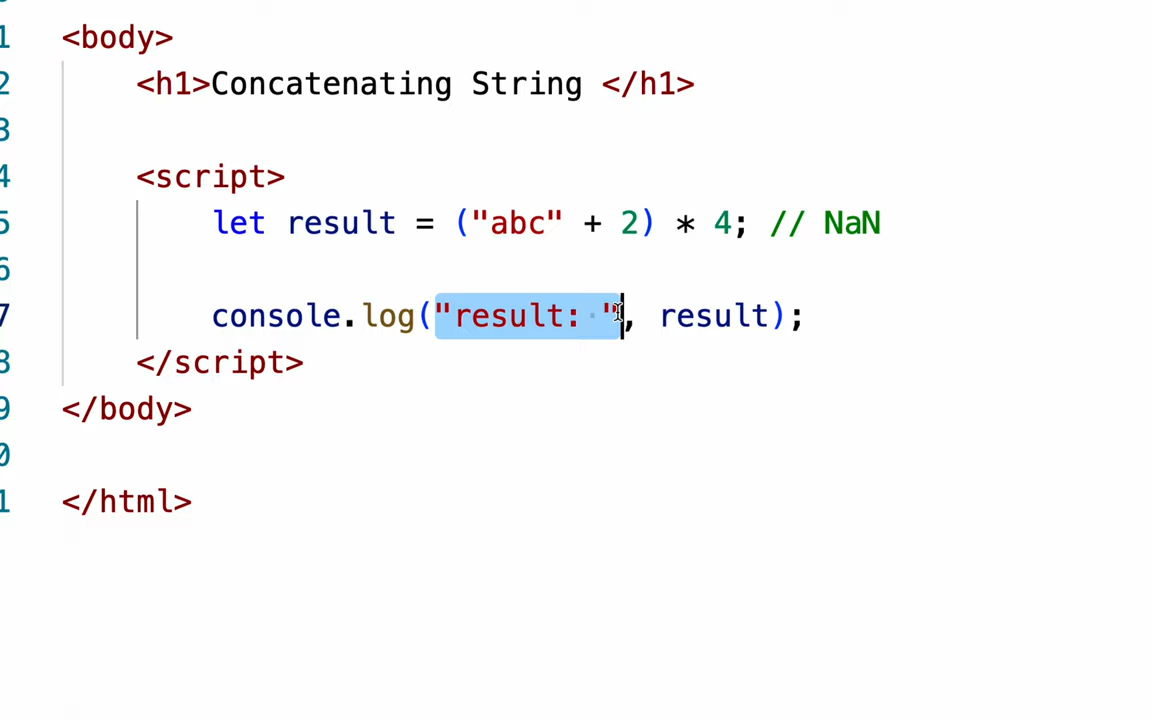 1 <body>
2 <h1>Concatenating String </h1>
3
4 <script>
5 let result = ("abc" + 2) * 4; // NaN
6
7 console.log("result: ", result);
8 </script>
9 </body>
0
1 </html>